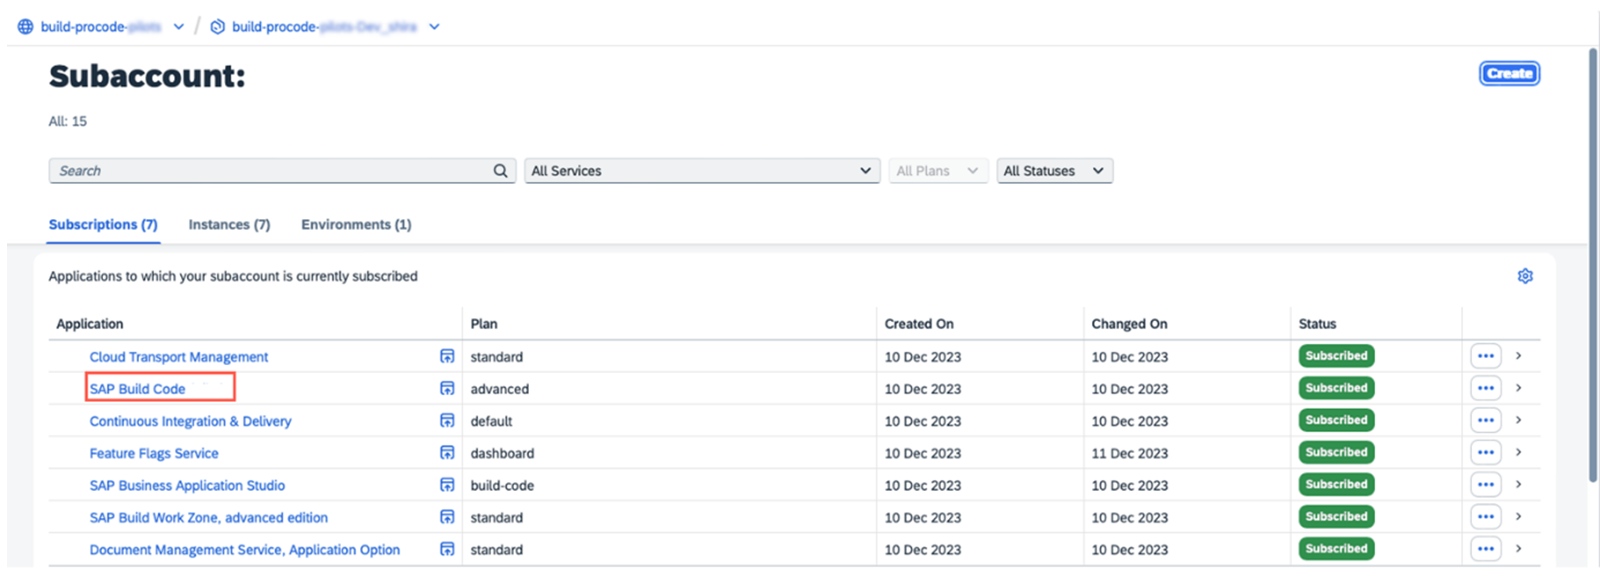 build-procode- / build-procode-
Subaccount:
Create
All: 15
Search All Services All Plans All Statuses
Subscriptions (7) Instances (7) Environments (1)
Applications to which your subaccount is currently subscribed
Application Plan Created On Changed On Status
Cloud Transport Management standard 10 Dec 2023 10 Dec 2023 Subscribed
SAP Build Code advanced 10 Dec 2023 10 Dec 2023 Subscribed
Continuous Integration & Delivery default 10 Dec 2023 10 Dec 2023 Subscribed
Feature Flags Service dashboard 10 Dec 2023 11 Dec 2023 Subscribed
SAP Business Application Studio build-code 10 Dec 2023 10 Dec 2023 Subscribed
SAP Build Work Zone, advanced edition standard 10 Dec 2023 10 Dec 2023 Subscribed
Document Management Service, Application Option standard 10 Dec 2023 10 Dec 2023 Subscribed